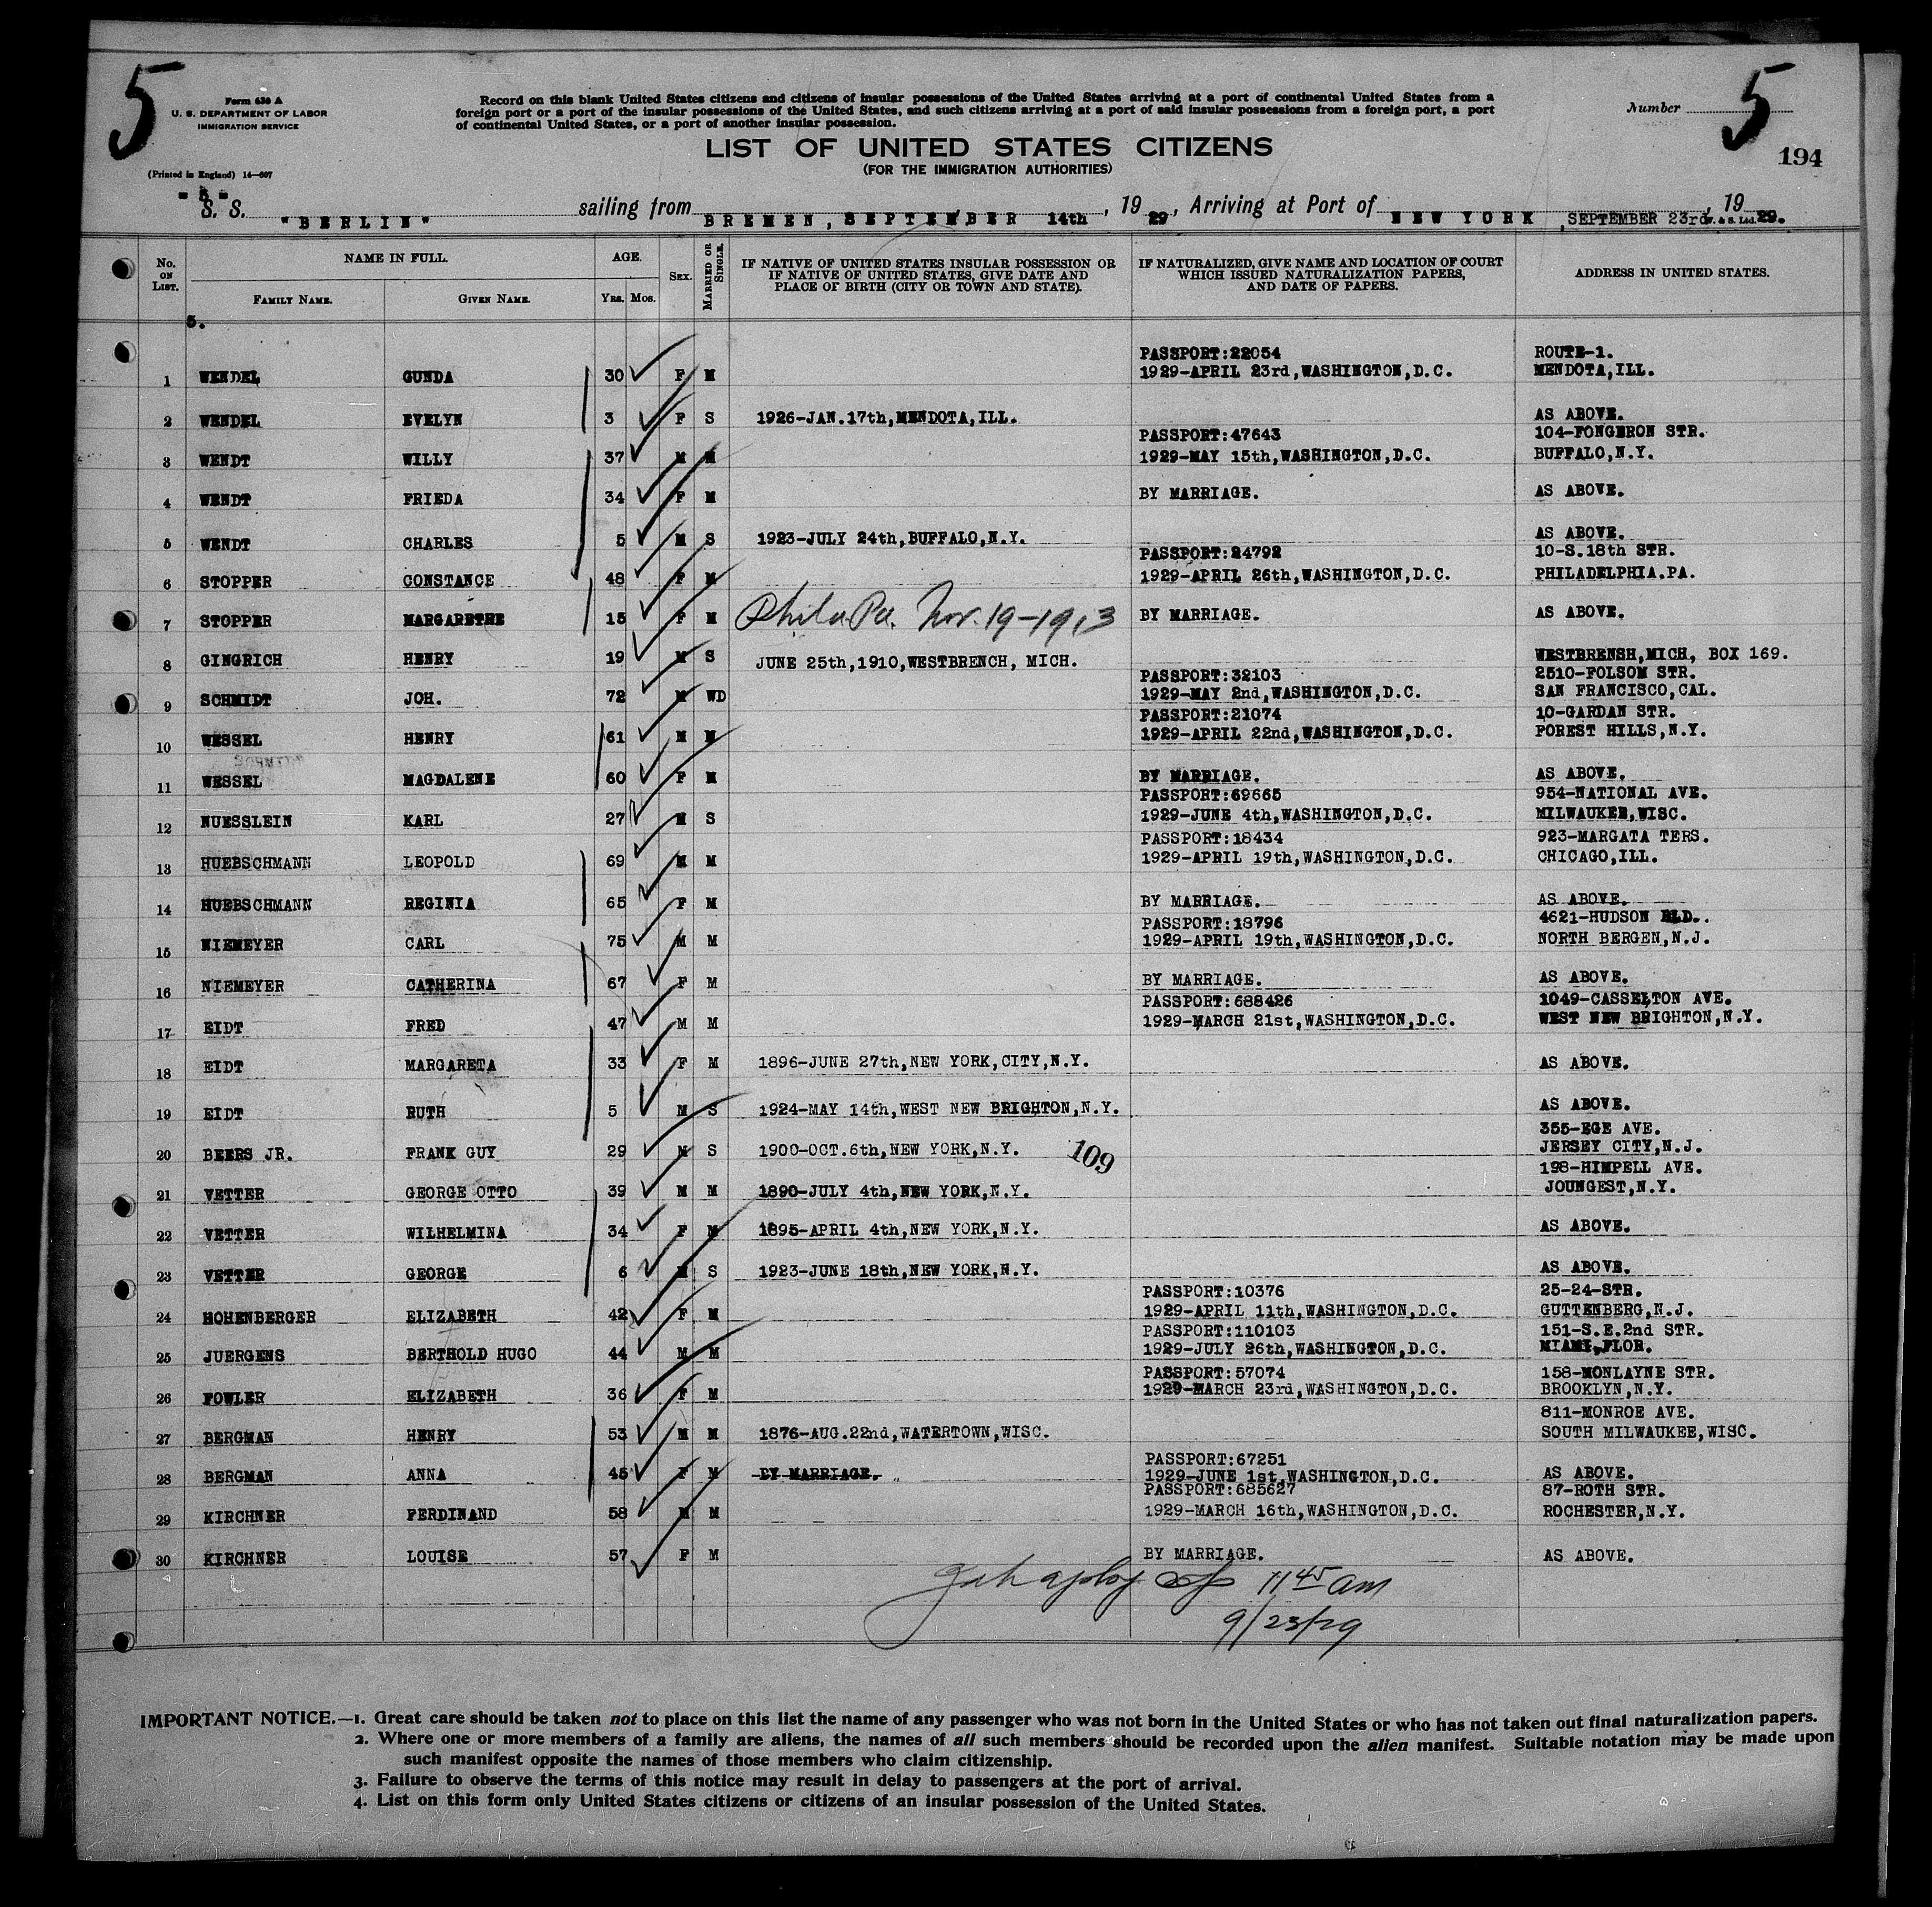 5
Form 630 A
U. S. DEPARTMENT OF LABOR
IMMIGRATION SERVICE
(Printed in England) 14—607
Record on this blank United States citizens and citizens of insular possessions of the United States arriving at a port of continental United States from a
foreign port or a port of the insular possessions of the United States, and such citizens arriving at a port of said insular possessions from a foreign port, a port
of continental United States, or a port of another insular possession.
Number 5
194
LIST OF UNITED STATES CITIZENS
(FOR THE IMMIGRATION AUTHORITIES)
" 5 "
S. S. "BERLIN" sailing from BREMEN, SEPTEMBER 14th, 1929, Arriving at Port of NEW YORK, SEPTEMBER 23rd, 1929.
No. ON LIST. NAME IN FULL. FAMILY NAME. GIVEN NAME. AGE. YRS. MOS. SEX. MARRIED OR SINGLE. IF NATIVE OF UNITED STATES INSULAR POSSESSION OR IF NATIVE OF UNITED STATES, GIVE DATE AND PLACE OF BIRTH (CITY OR TOWN AND STATE). IF NATURALIZED, GIVE NAME AND LOCATION OF COURT WHICH ISSUED NATURALIZATION PAPERS, AND DATE OF PAPERS. ADDRESS IN UNITED STATES.
5.
PASSPORT:22054 ROUTE-1.
1 WENDEL GUNDA 30 F M 1929-APRIL 23rd,WASHINGTON,D.C. MENDOTA,ILL.
2 WENDEL EVELYN 3 F S 1926-JAN.17th,MENDOTA,ILL. AS ABOVE.
PASSPORT:47643 104-FONGERON STR.
3 WENDT WILLY 37 M M 1929-MAY 15th,WASHINGTON,D.C. BUFFALO,N.Y.
4 WENDT FRIEDA 34 F M BY MARRIAGE. AS ABOVE.
5 WENDT CHARLES 5 M S 1923-JULY 24th,BUFFALO,N.Y. AS ABOVE.
PASSPORT:24792 10-S.18th STR.
6 STOPPER CONSTANCE 48 F M 1929-APRIL 26th,WASHINGTON,D.C. PHILADELPHIA.PA.
7 STOPPER MARGARETHE 15 F M Phila Pa. Nov. 19-1913 BY MARRIAGE. AS ABOVE.
8 GINGRICH HENRY 19 M S JUNE 25th,1910,WESTBRENCH, MICH. WESTBRENSH,MICH, BOX 169.
PASSPORT:32103 2510-FOLSOM STR.
9 SCHMIDT JOH. 72 M WD 1929-MAY 2nd,WASHINGTON,D.C. SAN FRANCISCO,CAL.
PASSPORT:21074 10-GARDAN STR.
10 WESSEL HENRY 61 M M 1929-APRIL 22nd,WASHINGTON,D.C. FOREST HILLS,N.Y.
11 WESSEL MAGDALENE 60 F M BY MARRIAGE. AS ABOVE.
PASSPORT:69665 954-NATIONAL AVE.
12 NUESSLEIN KARL 27 M S 1929-JUNE 4th,WASHINGTON,D.C. MILWAUKEE,WISC.
PASSPORT:18434 923-MARGATA TERS.
13 HUEBSCHMANN LEOPOLD 69 M M 1929-APRIL 19th,WASHINGTON,D.C. CHICAGO,ILL.
14 HUEBSCHMANN REGINIA 65 F M BY MARRIAGE. AS ABOVE.
PASSPORT:18796 4621-HUDSON BLD..
15 NIEMEYER CARL 75 M M 1929-APRIL 19th,WASHINGTON,D.C. NORTH BERGEN,N.J.
16 NIEMEYER CATHERINA 67 F M BY MARRIAGE. AS ABOVE.
PASSPORT:688426 1049-CASSELTON AVE.
17 EIDT FRED 47 M M 1929-MARCH 21st,WASHINGTON,D.C. WEST NEW BRIGHTON,N.Y.
18 EIDT MARGARETA 33 F M 1896-JUNE 27th,NEW YORK,CITY,N.Y. AS ABOVE.
19 EIDT RUTH 5 M S 1924-MAY 14th,WEST NEW BRIGHTON,N.Y. AS ABOVE.
355-EGE AVE.
20 BEERS JR. FRANK GUY 29 M S 1900-OCT.6th,NEW YORK,N.Y. 109 JERSEY CITY,N.J.
198-HIMPELL AVE.
21 VETTER GEORGE OTTO 39 M M 1890-JULY 4th,NEW YORK,N.Y. JOUNGEST,N.Y.
22 VETTER WILHELMINA 34 F M 1895-APRIL 4th,NEW YORK,N.Y. AS ABOVE.
23 VETTER GEORGE 6 M S 1923-JUNE 18th,NEW YORK,N.Y. AS ABOVE.
PASSPORT:10376 25-24-STR.
24 HOHENBERGER ELIZABETH 42 F M 1929-APRIL 11th,WASHINGTON,D.C. GUTTENBERG,N.J.
PASSPORT:110103 151-S.E.2nd STR.
25 JUERGENS BERTHOLD HUGO 44 M M 1929-JULY 26th,WASHINGTON,D.C. MIAMI,FLOR.
PASSPORT:57074 158-MONLAYNE STR.
26 FOWLER ELIZABETH 36 F M 1929-MARCH 23rd,WASHINGTON,D.C. BROOKLYN,N.Y.
811-MONROE AVE.
27 BERGMAN HENRY 53 M M 1876-AUG.22nd,WATERTOWN,WISC. SOUTH MILWAUKEE,WISC.
PASSPORT:67251
28 BERGMAN ANNA 45 F M BY MARRIAGE. 1929-JUNE 1st,WASHINGTON,D.C. AS ABOVE.
PASSPORT:685627 87-ROTH STR.
29 KIRCHNER FERDINAND 58 M M 1929-MARCH 16th,WASHINGTON,D.C. ROCHESTER,N.Y.
30 KIRCHNER LOUISE 57 F M BY MARRIAGE. AS ABOVE.
11 45 am
9/23/29
IMPORTANT NOTICE.—1. Great care should be taken not to place on this list the name of any passenger who was not born in the United States or who has not taken out final naturalization papers.
2. Where one or more members of a family are aliens, the names of all such members should be recorded upon the alien manifest. Suitable notation may be made upon
such manifest opposite the names of those members who claim citizenship.
3. Failure to observe the terms of this notice may result in delay to passengers at the port of arrival.
4. List on this form only United States citizens or citizens of an insular possession of the United States.